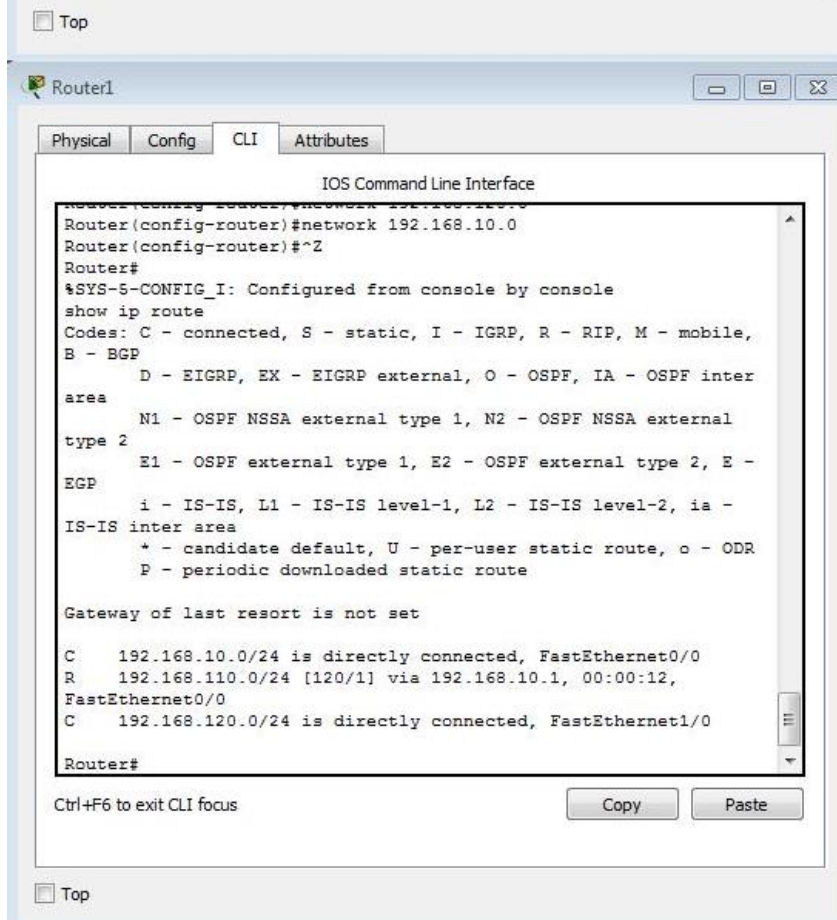 Top
Router1
Physical Config CLI Attributes
IOS Command Line Interface
Router(config-router)#network 192.168.120.0
Router(config-router)#network 192.168.10.0
Router(config-router)#^Z
Router#
%SYS-5-CONFIG_I: Configured from console by console
show ip route
Codes: C - connected, S - static, I - IGRP, R - RIP, M - mobile,
B - BGP
D - EIGRP, EX - EIGRP external, O - OSPF, IA - OSPF inter
area
N1 - OSPF NSSA external type 1, N2 - OSPF NSSA external
type 2
E1 - OSPF external type 1, E2 - OSPF external type 2, E -
EGP
i - IS-IS, L1 - IS-IS level-1, L2 - IS-IS level-2, ia -
IS-IS inter area
* - candidate default, U - per-user static route, o - ODR
P - periodic downloaded static route
Gateway of last resort is not set
C 192.168.10.0/24 is directly connected, FastEthernet0/0
R 192.168.110.0/24 [120/1] via 192.168.10.1, 00:00:12,
FastEthernet0/0
C 192.168.120.0/24 is directly connected, FastEthernet1/0
Router#
Ctrl+F6 to exit CLI focus
Copy Paste
Top